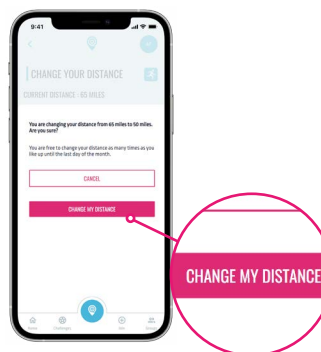 9:41
CHANGE YOUR DISTANCE
CURRENT DISTANCE : 65 MILES
You are changing your distance from 65 miles to 50 miles.
Are you sure?
You are free to change your distance as many times as you
like up until the last day of the month.
CANCEL
CHANGE MY DISTANCE
CHANGE MY DISTANCE
Home
Challenges